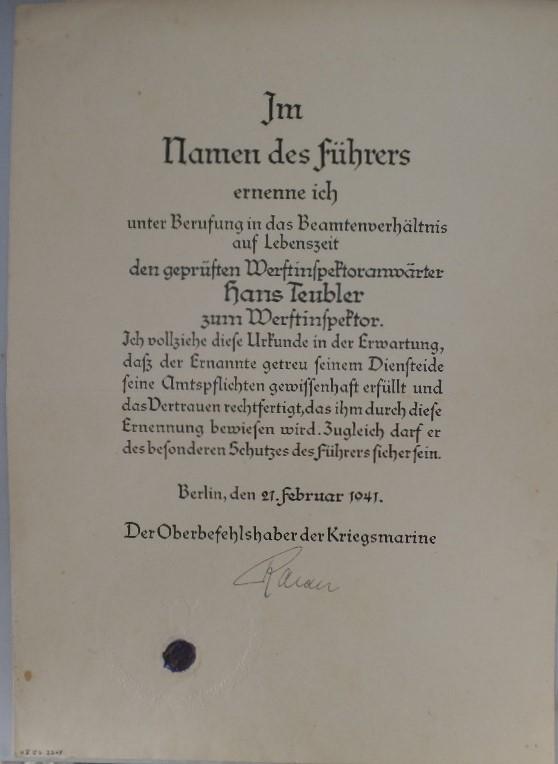 Im
Namen des Führers
ernenne ich
unter Berufung in das Beamtenverhältnis
auf Lebenszeit
den geprüften Werftinspektoranwärter
Hans Teubler
zum Werftinspektor.
Ich vollziehe diese Urkunde in der Erwartung,
daß der Ernannte getreu seinem Diensteide
seine Amtspflichten gewissenhaft erfüllt und
das Vertrauen rechtfertigt, das ihm durch diese
Ernennung bewiesen wird. Zugleich darf er
des besonderen Schutzes des Führers sicher sein.
Berlin, den 21. Februar 1941.
Der Oberbefehlshaber der Kriegsmarine
Raeder